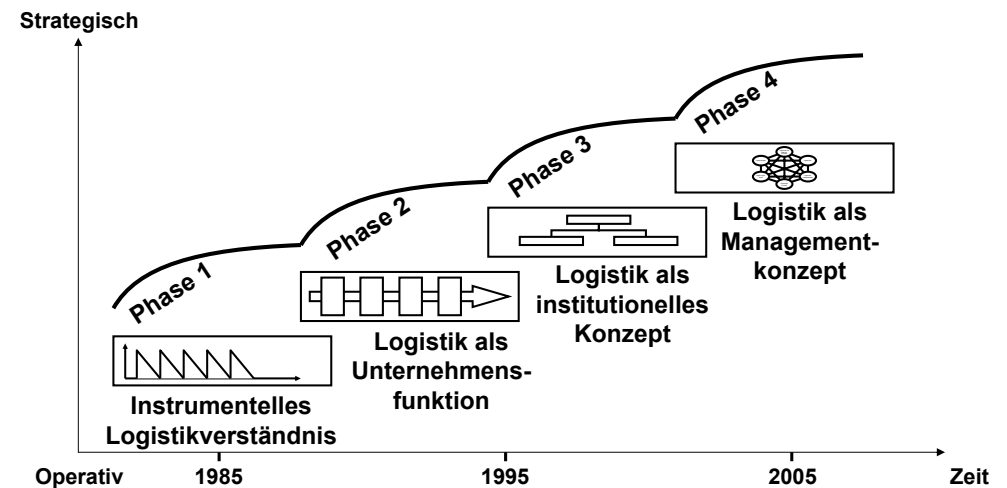 Strategisch
Phase 4
Phase 3
Phase 2
Phase 1
Logistik als
Management-
konzept
Logistik als
institutionelles
Konzept
Logistik als
Unternehmens-
funktion
Instrumentelles
Logistikverständnis
Operativ 1985 1995 2005 Zeit